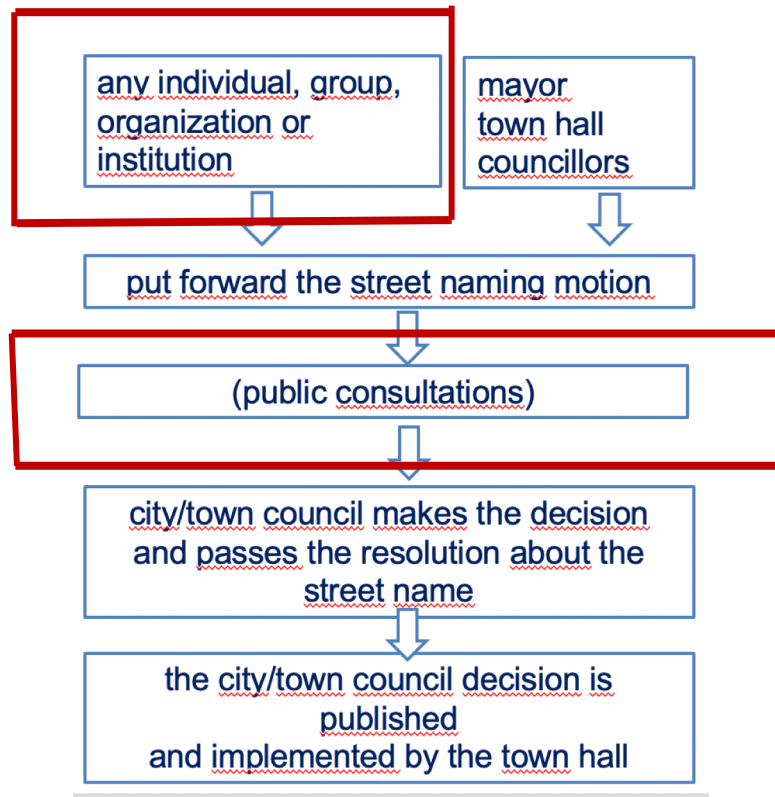 any individual, group,
organization or
institution
mayor
town hall
councillors
put forward the street naming motion
(public consultations)
city/town council makes the decision
and passes the resolution about the
street name
the city/town council decision is
published
and implemented by the town hall